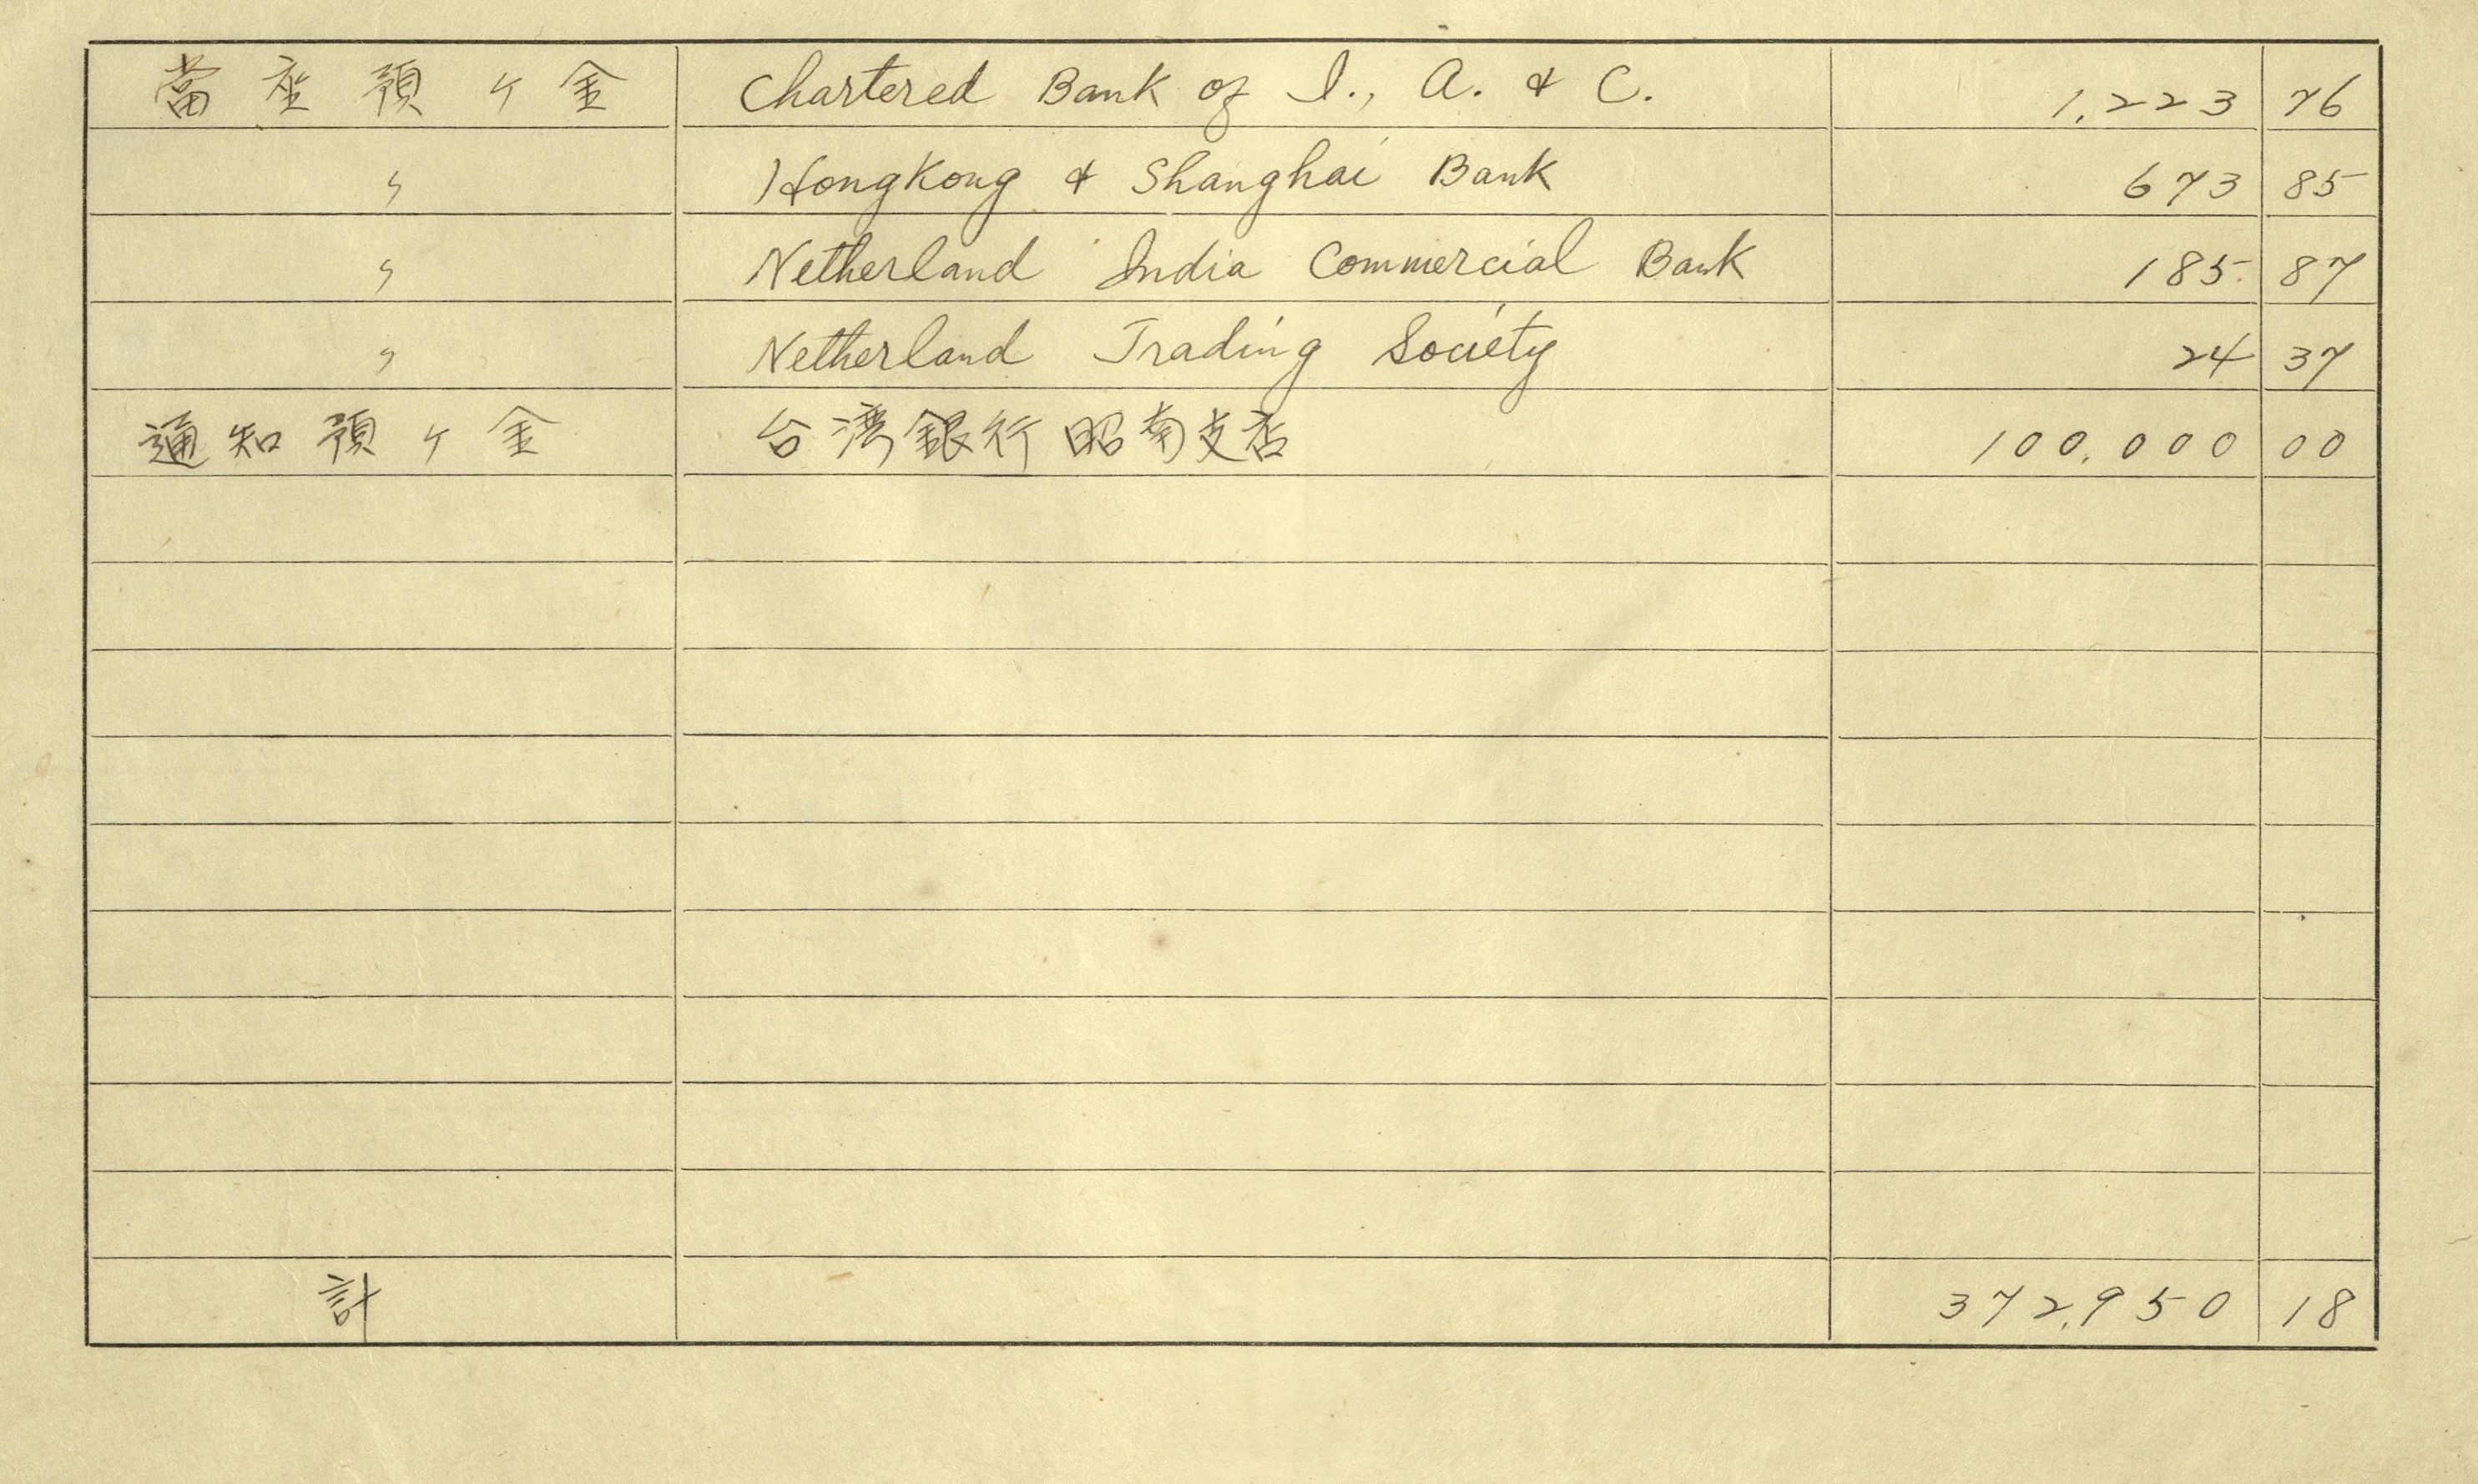 當座預ヶ金 Chartered Bank of I., A. & C. 1,223 76
〃 Hongkong & Shanghai Bank 673 85
〃 Netherland India Commercial Bank 185 87
〃 Netherland Trading Society 24 37
通知預ヶ金 台湾銀行昭南支店 100,000 00
計 372,950 18